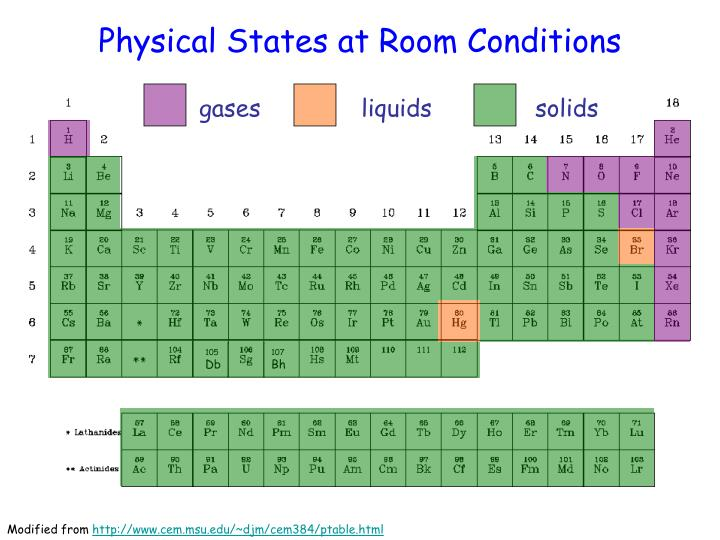 Physical States at Room Conditions
gases liquids solids
1 18
1 H He 2 13 14 15 16 17
1 2
3 4 5 6 7 8 9 10
2 Li Be B C N O F Ne
11 12 13 14 15 16 17 18
3 Na Mg 3 4 5 6 7 8 9 10 11 12 Al Si P S Cl Ar
19 20 21 22 23 24 25 26 27 28 29 30 31 32 33 34 35 36
4 K Ca Sc Ti V Cr Mn Fe Co Ni Cu Zn Ga Ge As Se Br Kr
37 38 39 40 41 42 43 44 45 46 47 48 49 50 51 52 53 54
5 Rb Sr Y Zr Nb Mo Tc Ru Rh Pd Ag Cd In Sn Sb Te I Xe
55 56 72 73 74 75 76 77 78 79 80 81 82 83 84 85 86
6 Cs Ba * Hf Ta W Re Os Ir Pt Au Hg Tl Pb Bi Po At Rn
87 88 104 105 106 107 108 109 110 111 112
7 Fr Ra ** Rf Db Sg Bh Hs Mt
57 58 59 60 61 62 63 64 65 66 67 68 69 70 71
* Lathanides La Ce Pr Nd Pm Sm Eu Gd Tb Dy Ho Er Tm Yb Lu
89 90 91 92 93 94 95 96 97 98 99 100 101 102 103
** Actinides Ac Th Pa U Np Pu Am Cm Bk Cf Es Fm Md No Lr
Modified from http://www.cem.msu.edu/~djm/cem384/ptable.html